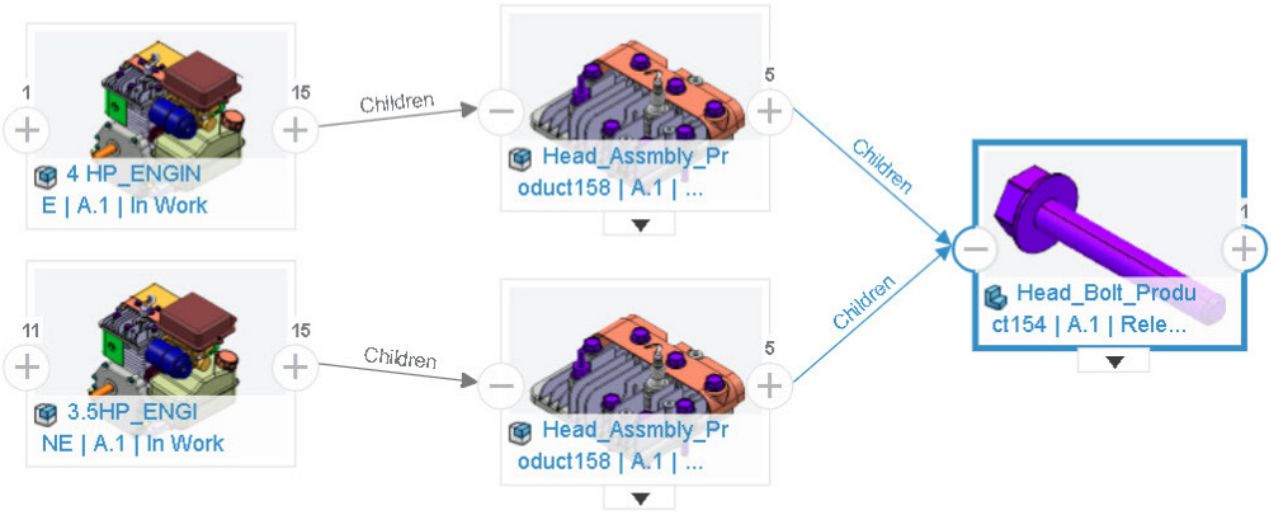 1
15
Children
4 HP_ENGIN
E | A.1 | In Work
5
Head_Assmbly_Pr
oduct158 | A.1 | ...
Children
11
15
Children
3.5HP_ENGI
NE | A.1 | In Work
5
Head_Assmbly_Pr
oduct158 | A.1 | ...
Children
1
Head_Bolt_Produ
ct154 | A.1 | Rele...